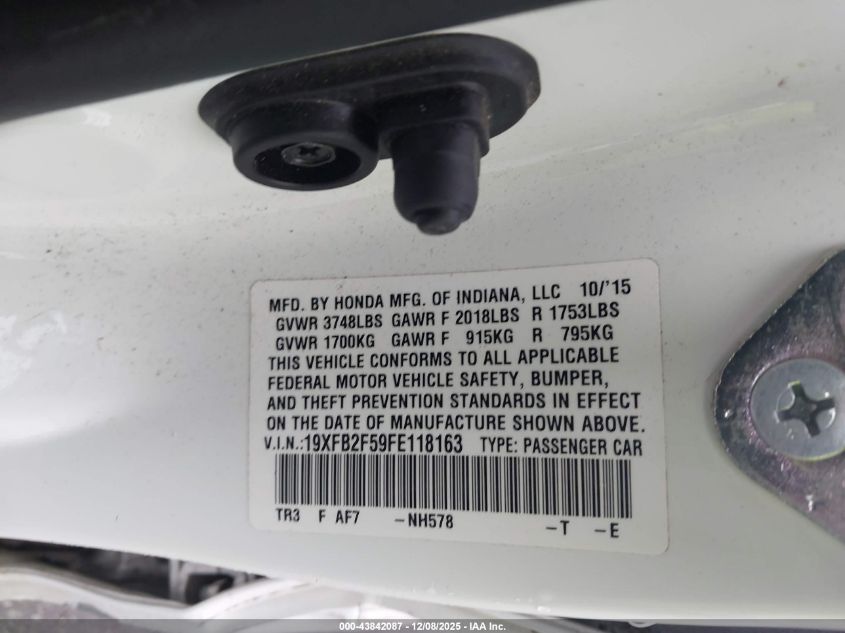 MFD. BY HONDA MFG. OF INDIANA, LLC 10/'15
GVWR 3748LBS GAWR F 2018LBS R 1753LBS
GVWR 1700KG GAWR F 915KG R 795KG
THIS VEHICLE CONFORMS TO ALL APPLICABLE
FEDERAL MOTOR VEHICLE SAFETY, BUMPER,
AND THEFT PREVENTION STANDARDS IN EFFECT
ON THE DATE OF MANUFACTURE SHOWN ABOVE.
V.I.N.:19XFB2F59FE118163 TYPE: PASSENGER CAR
TR3 F AF7 -NH578 -T -E
000-43842087 - 12/08/2025 - IAA Inc.